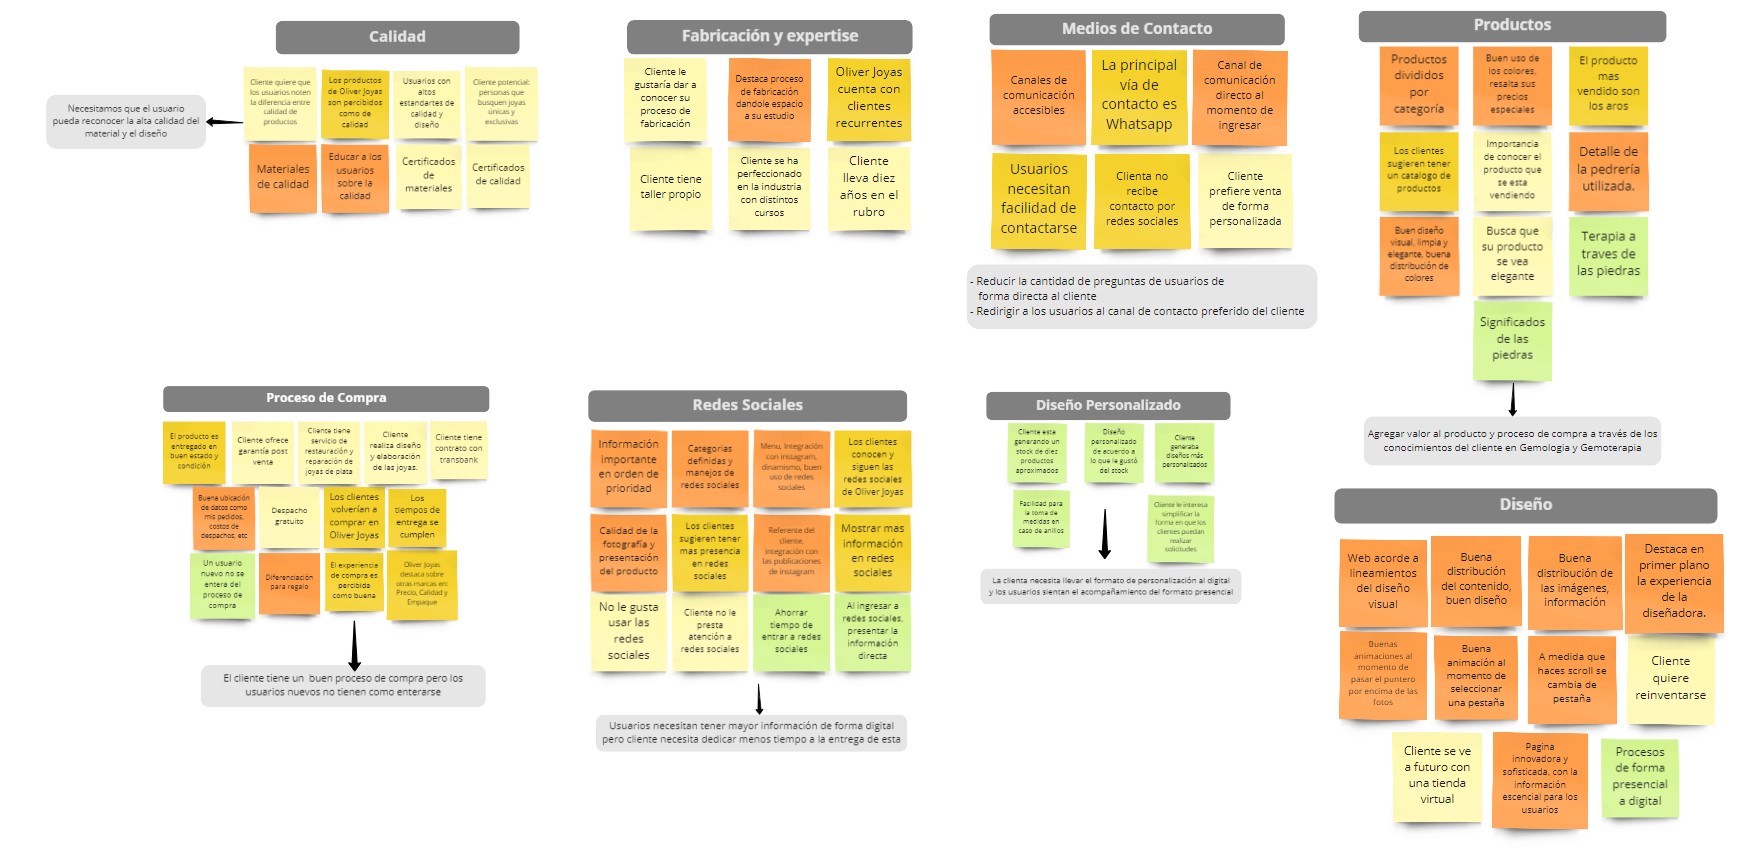 Calidad
Cliente quiere que
los usuarios noten
la diferencia entre
calidad de
productos
Los productos
de Oliver Joyas
son percibidos
como de
calidad
Usuarios con
altos
estandartes de
calidad y
diseño
Cliente potencial:
personas que
busquen joyas
únicas y
exclusivas
Necesitamos que el usuario
pueda reconocer la alta calidad del
material y el diseño
Materiales
de calidad
Educar a los
usuarios
sobre la
calidad
Certificados
de
materiales
Certificados
de calidad
Fabricación y expertise
Cliente le
gustaría dar a
conocer su
proceso de
fabricación
Destaca proceso
de fabricación
dandole espacio
a su estudio
Oliver Joyas
cuenta con
clientes
recurrentes
Cliente tiene
taller propio
Cliente se ha
perfeccionado
en la industria
con distintos
cursos
Cliente
lleva diez
años en el
rubro
Medios de Contacto
Canales de
comunicación
accesibles
La principal
vía de
contacto es
Whatsapp
Canal de
comunicación
directo al
momento de
ingresar
Usuarios
necesitan
facilidad de
contactarse
Clienta no
recibe
contacto por
redes sociales
Cliente
prefiere venta
de forma
personalizada
- Reducir la cantidad de preguntas de usuarios de
forma directa al cliente
- Redirigir a los usuarios al canal de contacto preferido del cliente
Productos
Productos
divididos
por
categoría
Buen uso de
los colores,
resalta sus
precios
especiales
El producto
mas
vendido son
los aros
Los clientes
sugieren tener
un catalogo de
productos
Importancia
de conocer el
producto que
se esta
vendiendo
Detalle de
la pedrería
utilizada.
Buen diseño
visual, limpia y
elegante, buena
distribución de
colores
Busca que
su producto
se vea
elegante
Terapia a
traves de
las piedras
Significados
de las
piedras
Agregar valor al producto y proceso de compra a través de los
conocimientos del cliente en Gemologia y Gemoterapia
Proceso de Compra
El producto es
entregado en
buen estado y
condición
Cliente ofrece
garantía post
venta
Cliente tiene
servicio de
restauración y
reparación de
joyas de plata
Cliente
realiza diseño
y elaboración
de las joyas.
Cliente tiene
contrato con
transbank
Buena ubicación
de datos como
mis pedidos,
costos de
despachos, etc
Despacho
gratuito
Los clientes
volverían a
comprar en
Oliver Joyas
Los
tiempos de
entrega se
cumplen
Un usuario
nuevo no se
entera del
proceso de
compra
Diferenciación
para regalo
El experiencia
de compra es
percibida
como buena
Oliver Joyas
destaca sobre
otras marcas en:
Precio, Calidad y
Empaque
El cliente tiene un  buen proceso de compra pero los
usuarios nuevos no tienen como enterarse
Redes Sociales
Información
importante
en orden de
prioridad
Categorias
definidas y
manejos de
redes sociales
Menu, Integración
con instagram,
dinamismo, buen
uso de redes
sociales
Los clientes
conocen y
siguen las
redes sociales
de Oliver Joyas
Calidad de la
fotografía y
presentación
del producto
Los clientes
sugieren tener
mas presencia
en redes
sociales
Referente del
cliente,
integración con
las publicaciones
de instagram
Mostrar mas
información
en redes
sociales
No le gusta
usar las
redes
sociales
Cliente no le
presta
atención a
redes sociales
Ahorrar
tiempo de
entrar a redes
sociales
Al ingresar a
redes sociales,
presentar la
información
directa
Usuarios necesitan tener mayor información de forma digital
pero cliente necesita dedicar menos tiempo a la entrega de esta
Diseño Personalizado
Cliente esta
generando un
stock de diez
productos
aproximados
Diseño
personalizado
de acuerdo a
lo que le gustó
del stock
Cliente
generaba
diseños más
personalizados
Facilidad para
la toma de
medidas en
caso de anillos
Cliente le interesa
simplificar la
forma en que los
clientes puedan
realizar
solicitudes
La clienta necesita llevar el formato de personalización al digital
y los usuarios sientan el acompañamiento del formato presencial
Diseño
Web acorde a
lineamientos
del diseño
visual
Buena
distribución
del contenido,
buen diseño
Buena
distribución de
las imágenes,
información
Destaca en
primer plano
la experiencia
de la
diseñadora.
Buenas
animaciones al
momento de
pasar el puntero
por encima de las
fotos
Buena
animación al
momento de
seleccionar
una pestaña
A medida que
haces scroll se
cambia de
pestaña
Cliente
quiere
reinventarse
Cliente se ve
a futuro con
una tienda
virtual
Pagina
innovadora y
sofisticada, con la
información
escencial para los
usuarios
Procesos
de forma
presencial
a digital